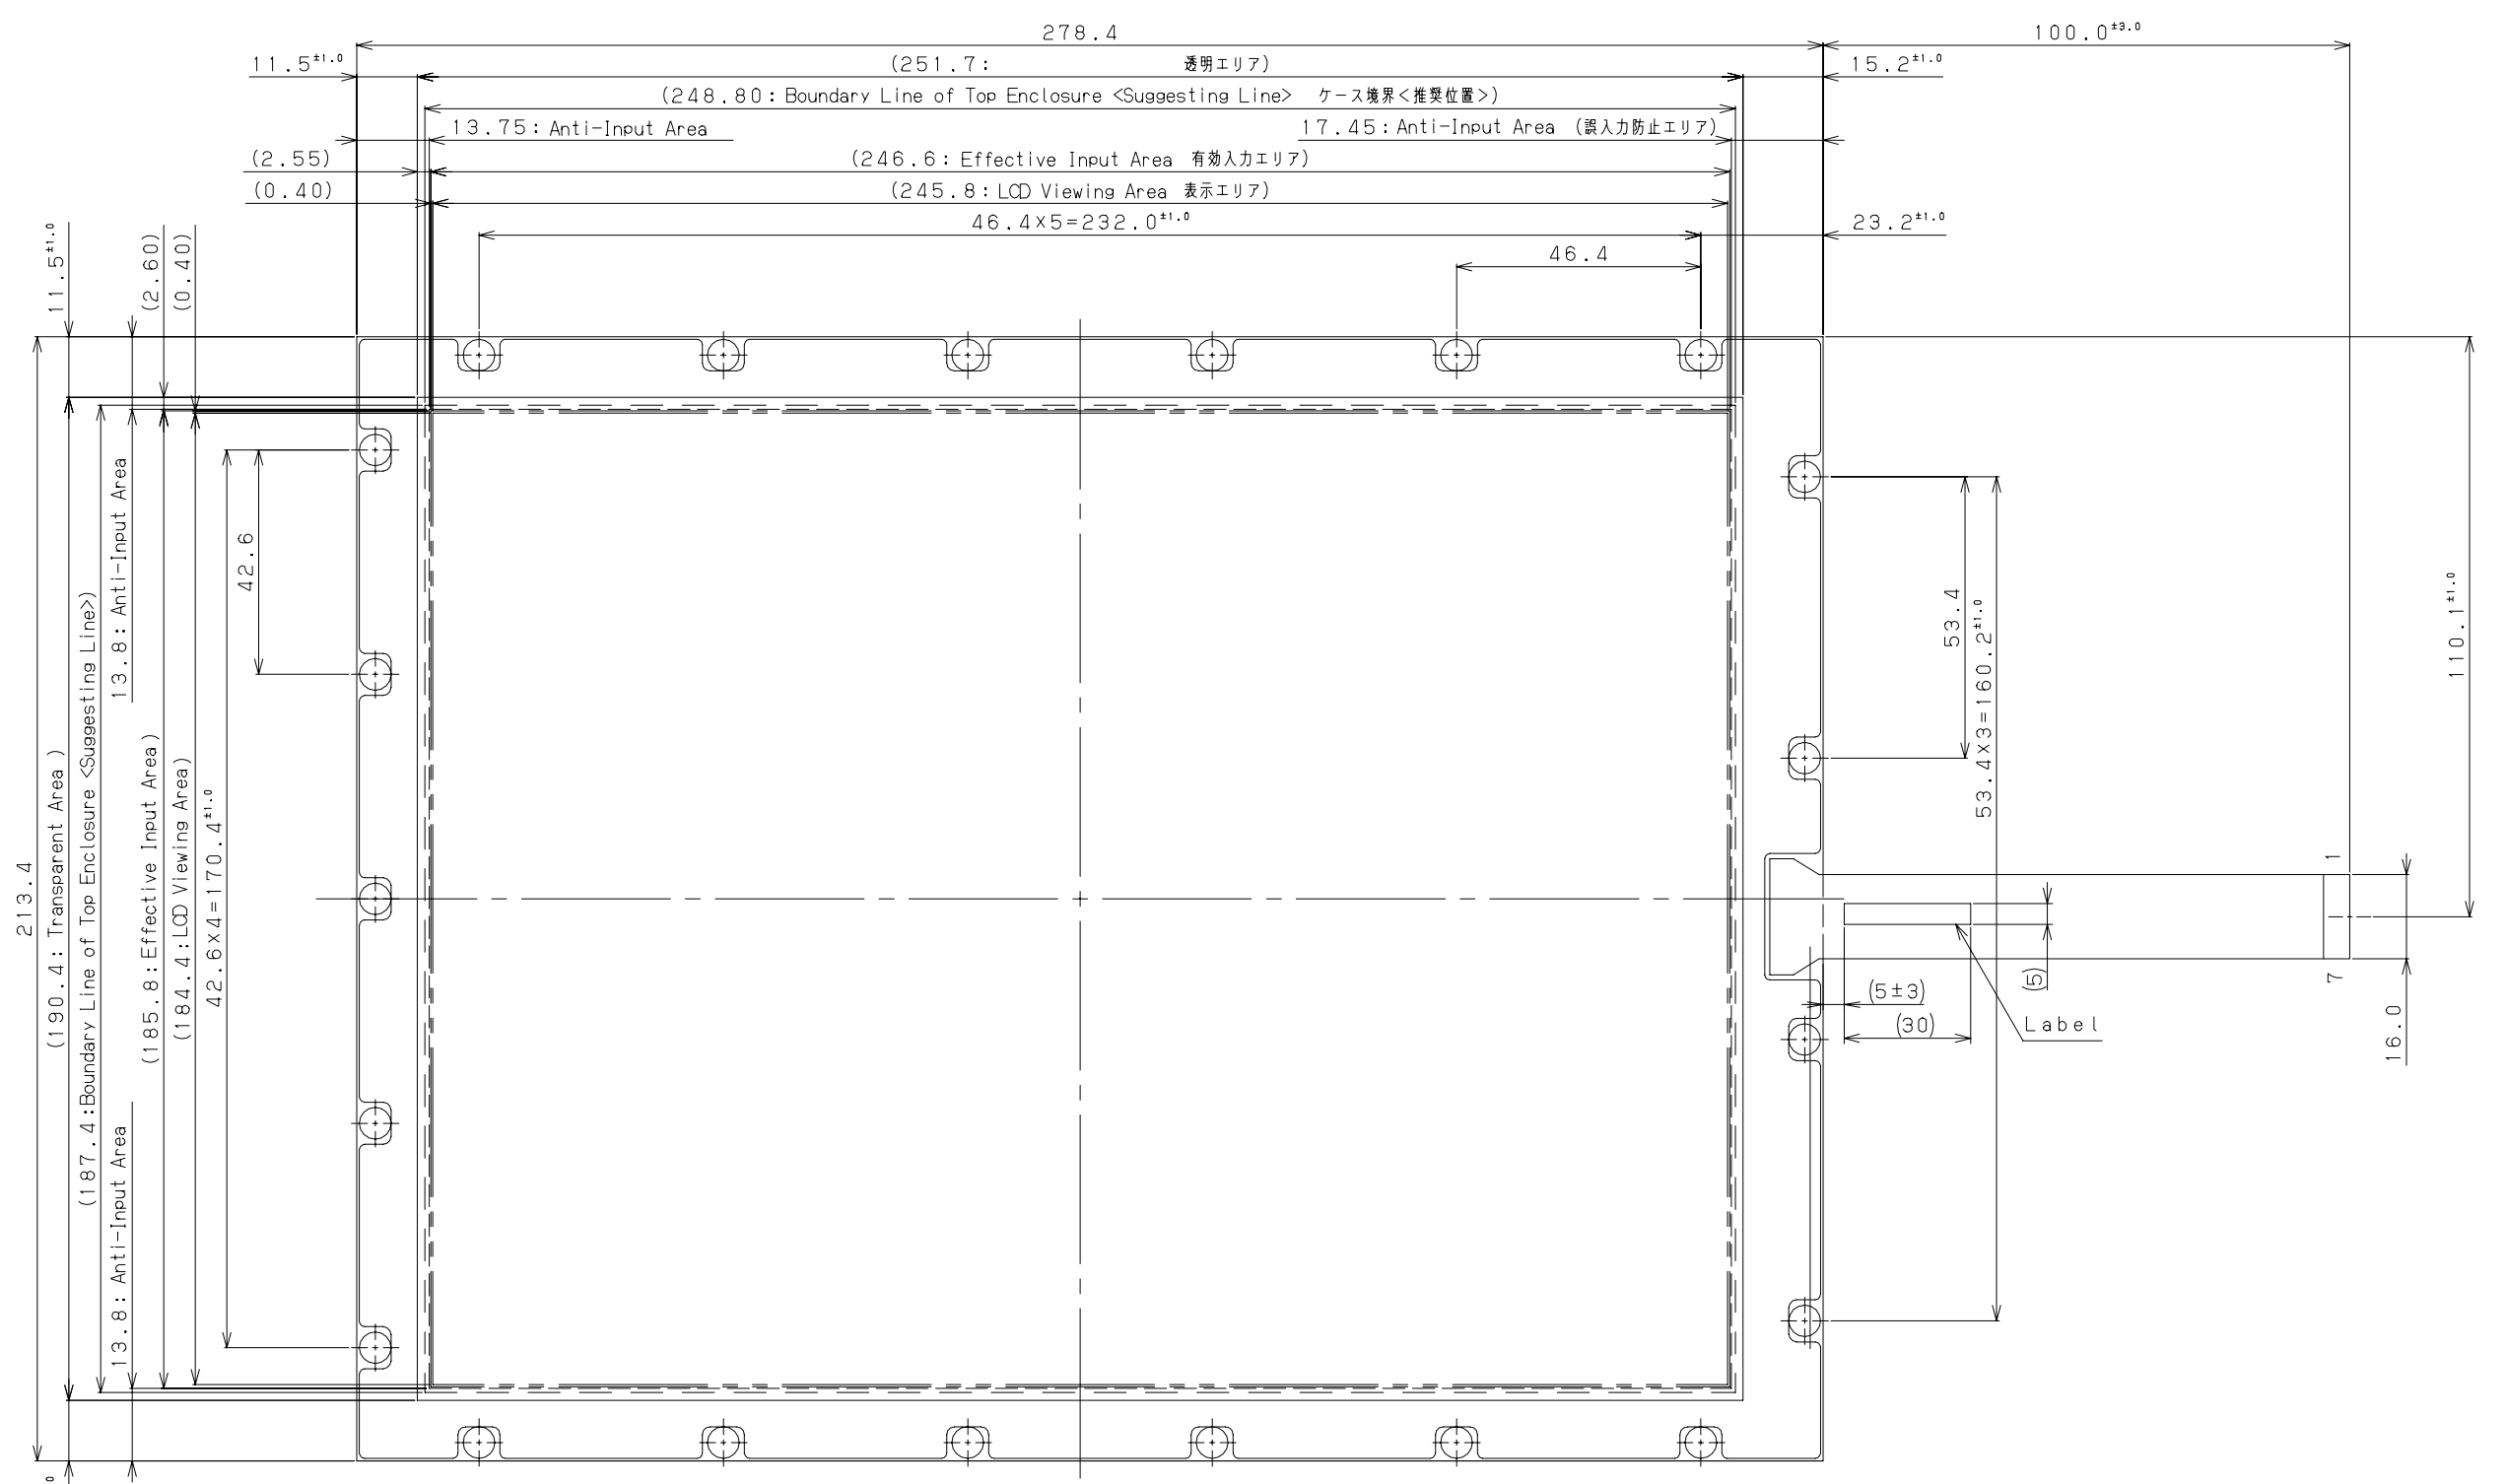 278.4
100.0±3.0
11.5±1.0
(251.7: 透明エリア)
15.2±1.0
(248.80:Boundary Line of Top Enclosure <Suggesting Line> ケース境界<推奨位置>)
13.75:Anti-Input Area
17.45:Anti-Input Area (誤入力防止エリア)
(2.55)
(246.6:Effective Input Area 有効入力エリア)
(0.40)
(245.8:LCD Viewing Area 表示エリア)
46.4×5=232.0±1.0
23.2±1.0
46.4
11.5±1.0
(2.60)
(0.40)
13.8:Anti-Input Area
42.6
213.4
(190.4:Transparent Area )
(187.4:Boundary Line of Top Enclosure <Suggesting Line>)
(185.8:Effective Input Area )
(184.4:LCD Viewing Area)
42.6×4=170.4±1.0
13.8:Anti-Input Area
53.4
53.4×3=160.2±1.0
110.1±1.0
1
7
(5)
(5±3)
(30)
Label
16.0
0